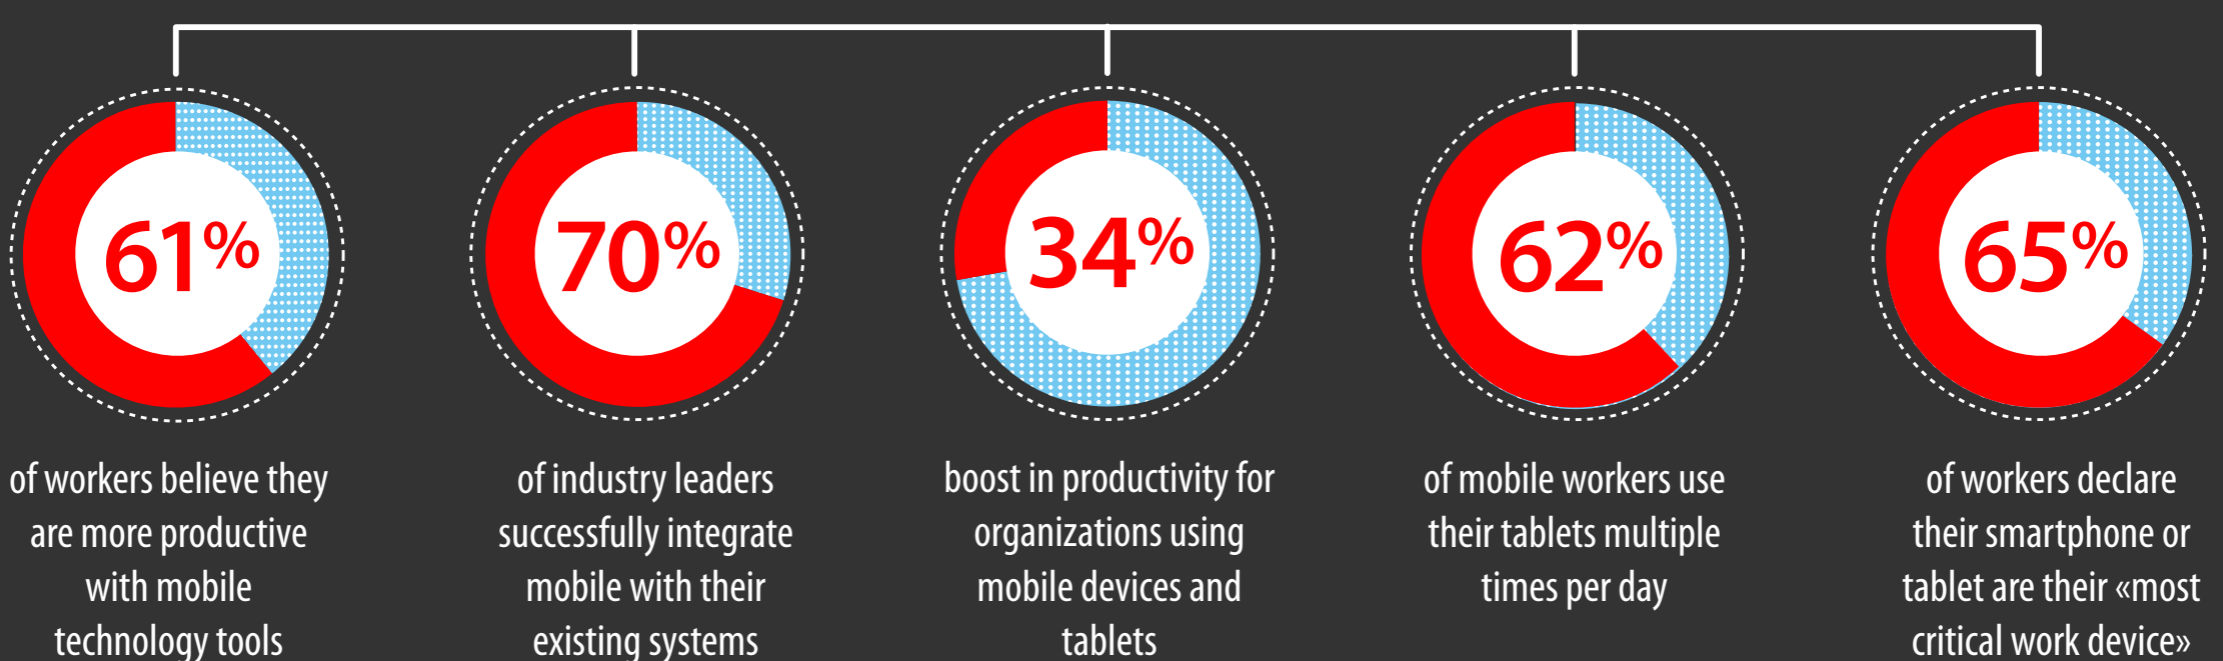 61%
of workers believe they
are more productive
with mobile
technology tools
70%
of industry leaders
successfully integrate
mobile with their
existing systems
34%
boost in productivity for
organizations using
mobile devices and
tablets
62%
of mobile workers use
their tablets multiple
times per day
65%
of workers declare
their smartphone or
tablet are their «most
critical work device»